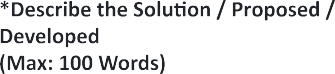 *Describe the Solution / Proposed /
Developed
(Max: 100 Words)